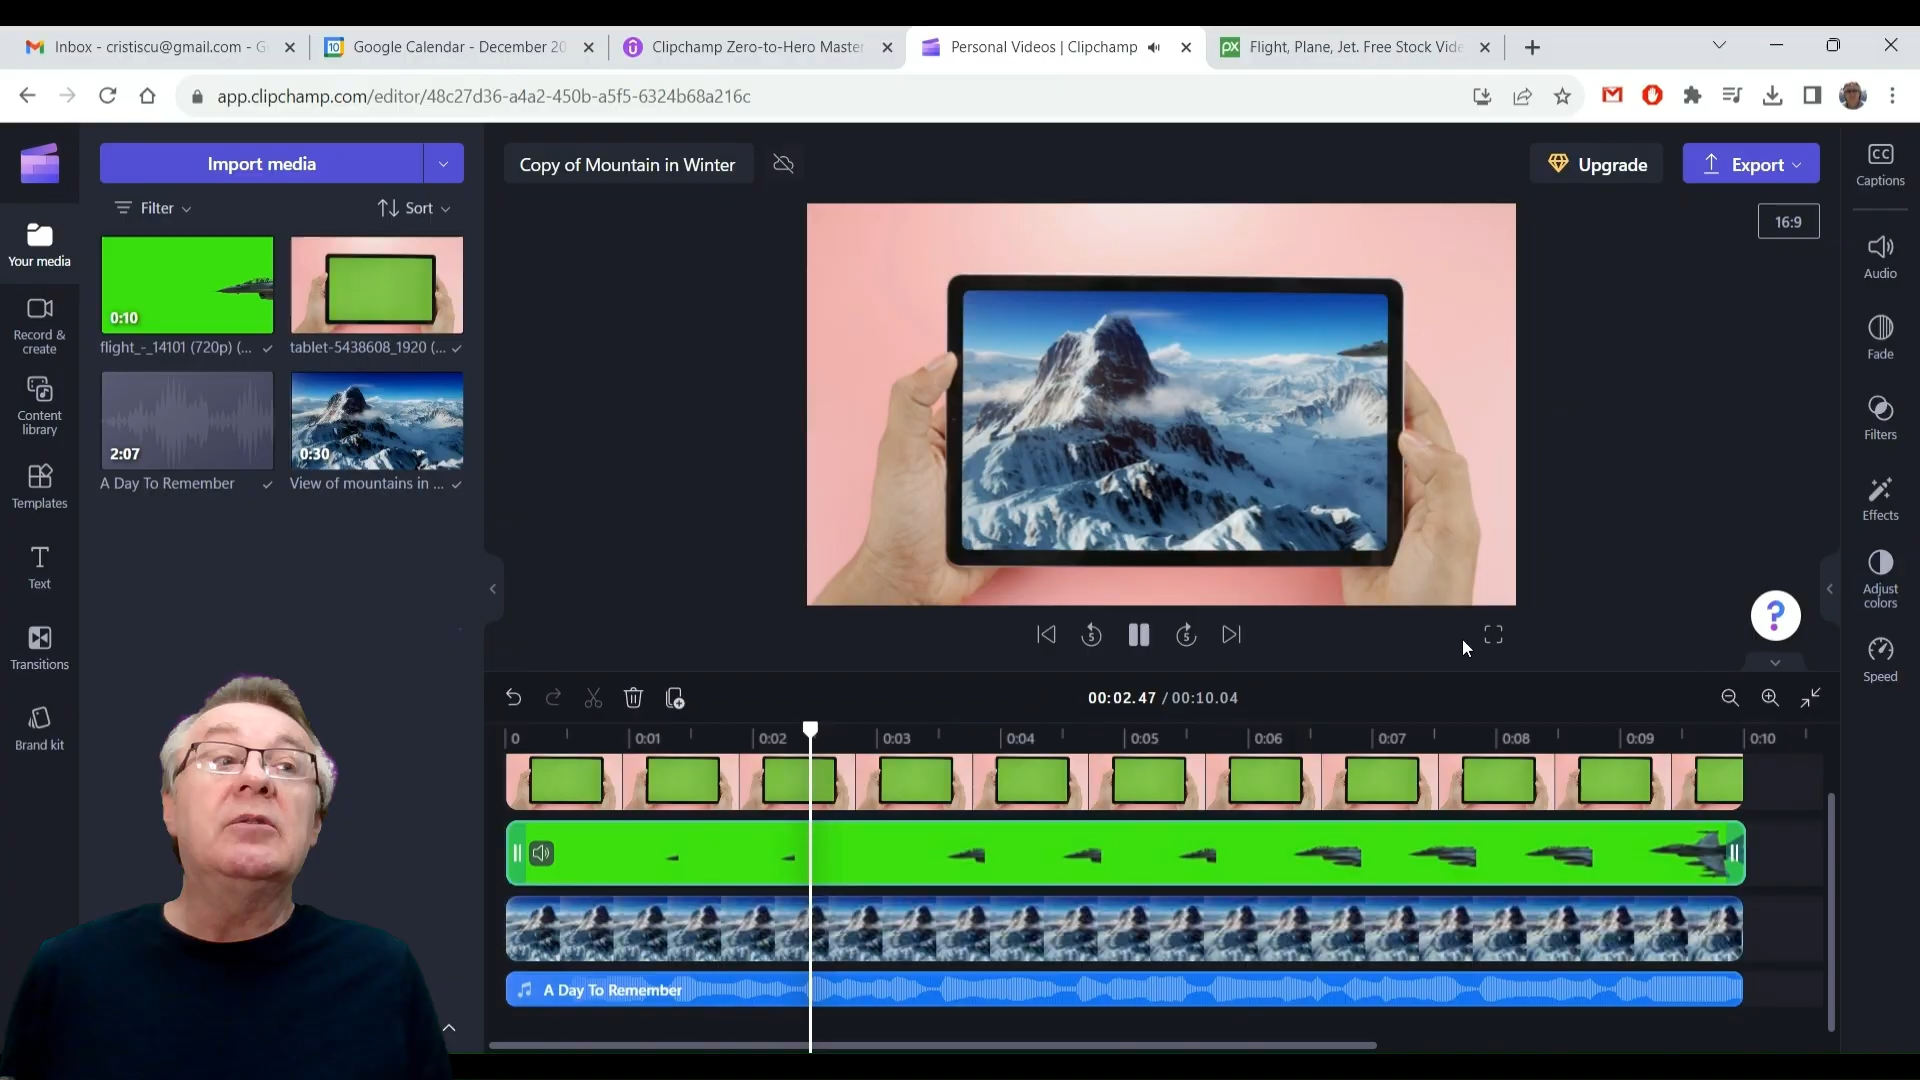 Inbox - cristiscu@gmail.com - G
Google Calendar - December 20
Clipchamp Zero-to-Hero Master
Personal Videos | Clipchamp
Flight, Plane, Jet. Free Stock Vide
app.clipchamp.com/editor/48c27d36-a4a2-450b-a5f5-6324b68a216c
Import media
Copy of Mountain in Winter
Upgrade
Export
CC
Captions
Filter
Sort
16:9
Your media
0:10
flight_-_14101 (720p) (...
tablet-5438608_1920 (...
Audio
Record & create
Fade
Content library
2:07
0:30
A Day To Remember
View of mountains in ...
Filters
Templates
Effects
Text
Adjust colors
?
Transitions
5
5
Speed
00:02.47 / 00:10.04
Brand kit
0
0:01
0:02
0:03
0:04
0:05
0:06
0:07
0:08
0:09
0:10
A Day To Remember